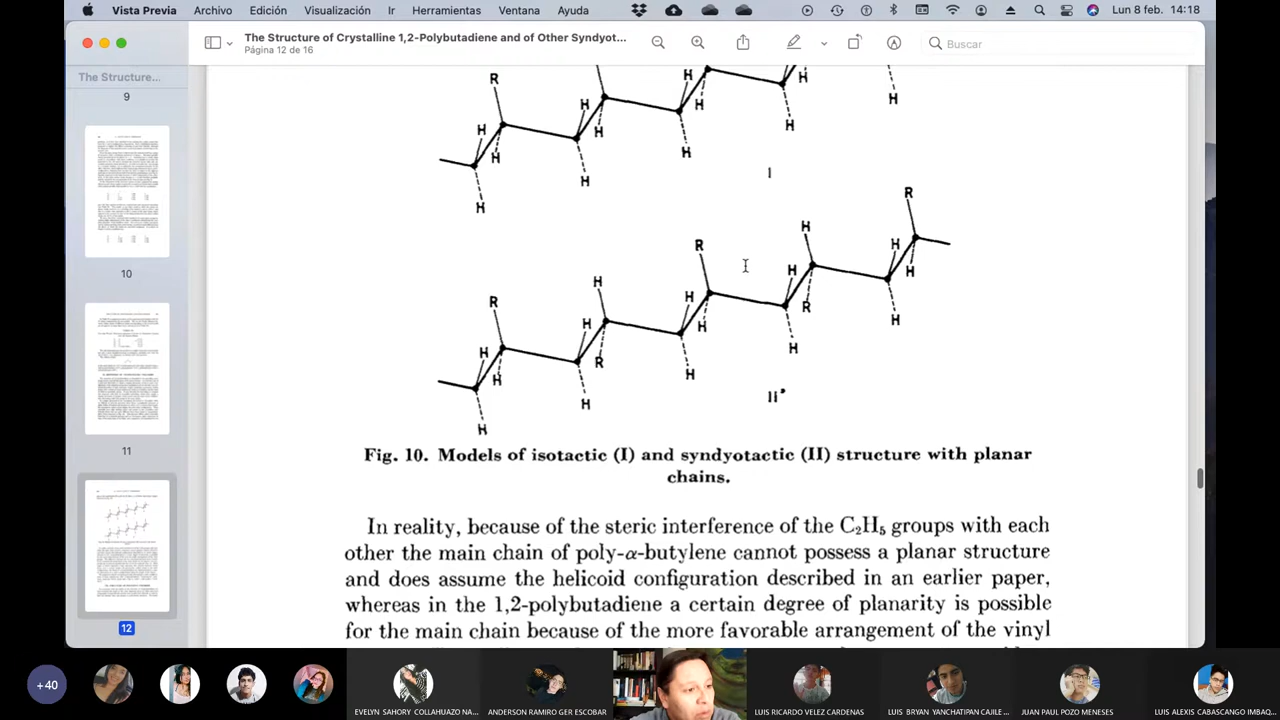 Vista Previa Archivo Edición Visualización Ir Herramientas Ventana Ayuda Lun 8 feb. 14:18
The Structure of Crystalline 1,2-Polybutadiene and of Other Syndyot...
Página 12 de 16
Buscar
The Structure...
9
10
11
12
R
H
H
H
H
H
H
H
H
H
H
H
H
H
H
I
R
H
R
H
R
H
H
H
H
H
H
H
R
H
R
H
H
H
H
H
II
Fig. 10. Models of isotactic (I) and syndyotactic (II) structure with planar
chains.
In reality, because of the steric interference of the C₂H₅ groups with each
other the main chain of poly-α-butylene cannot possess a planar structure
and does assume the helicoid configuration described in an earlier paper,
whereas in the 1,2-polybutadiene a certain degree of planarity is possible
for the main chain because of the more favorable arrangement of the vinyl
+40
EVELYN SAHORY COLLAHUAZO NA...
ANDERSON RAMIRO GER ESCOBAR
LUIS RICARDO VELEZ CARDENAS
LUIS BRYAN YANCHATIPAN CAJILE...
JUAN PAUL POZO MENESES
LUIS ALEXIS CABASCANGO IMBAQ...